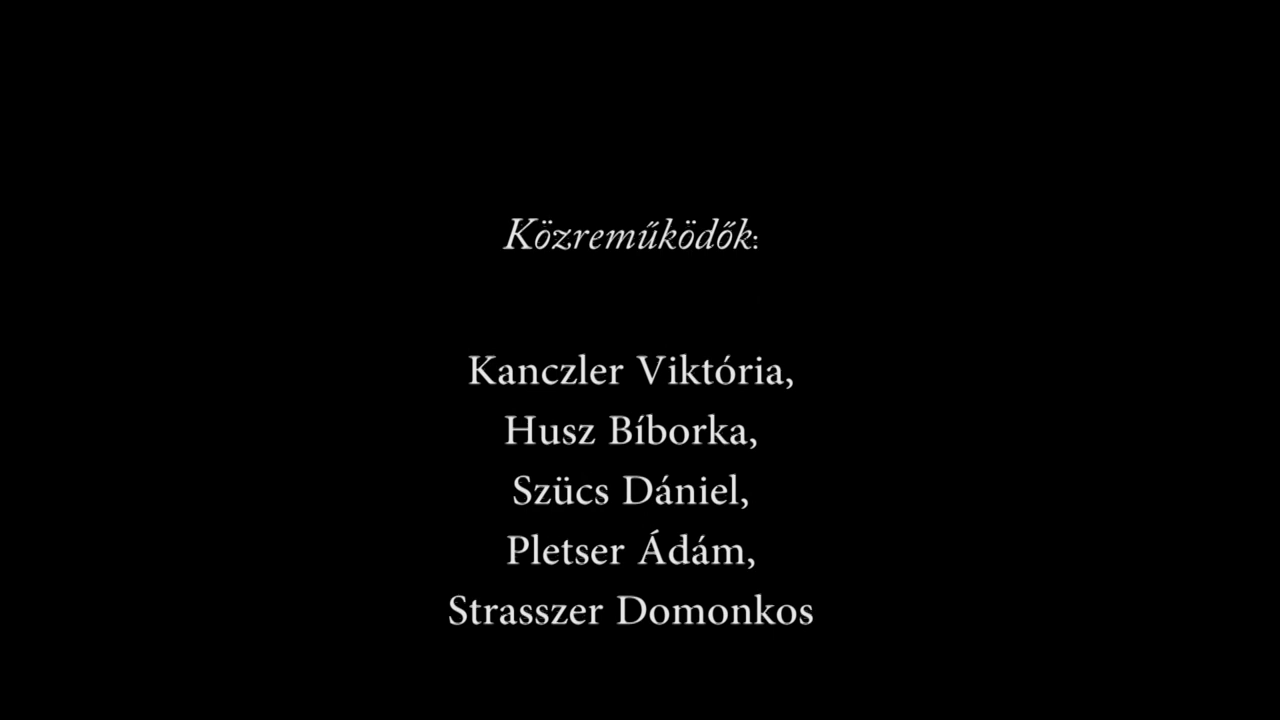 Közreműködők:
Kanczler Viktória,
Husz Bíborka,
Szücs Dániel,
Pletser Ádám,
Strasszer Domonkos